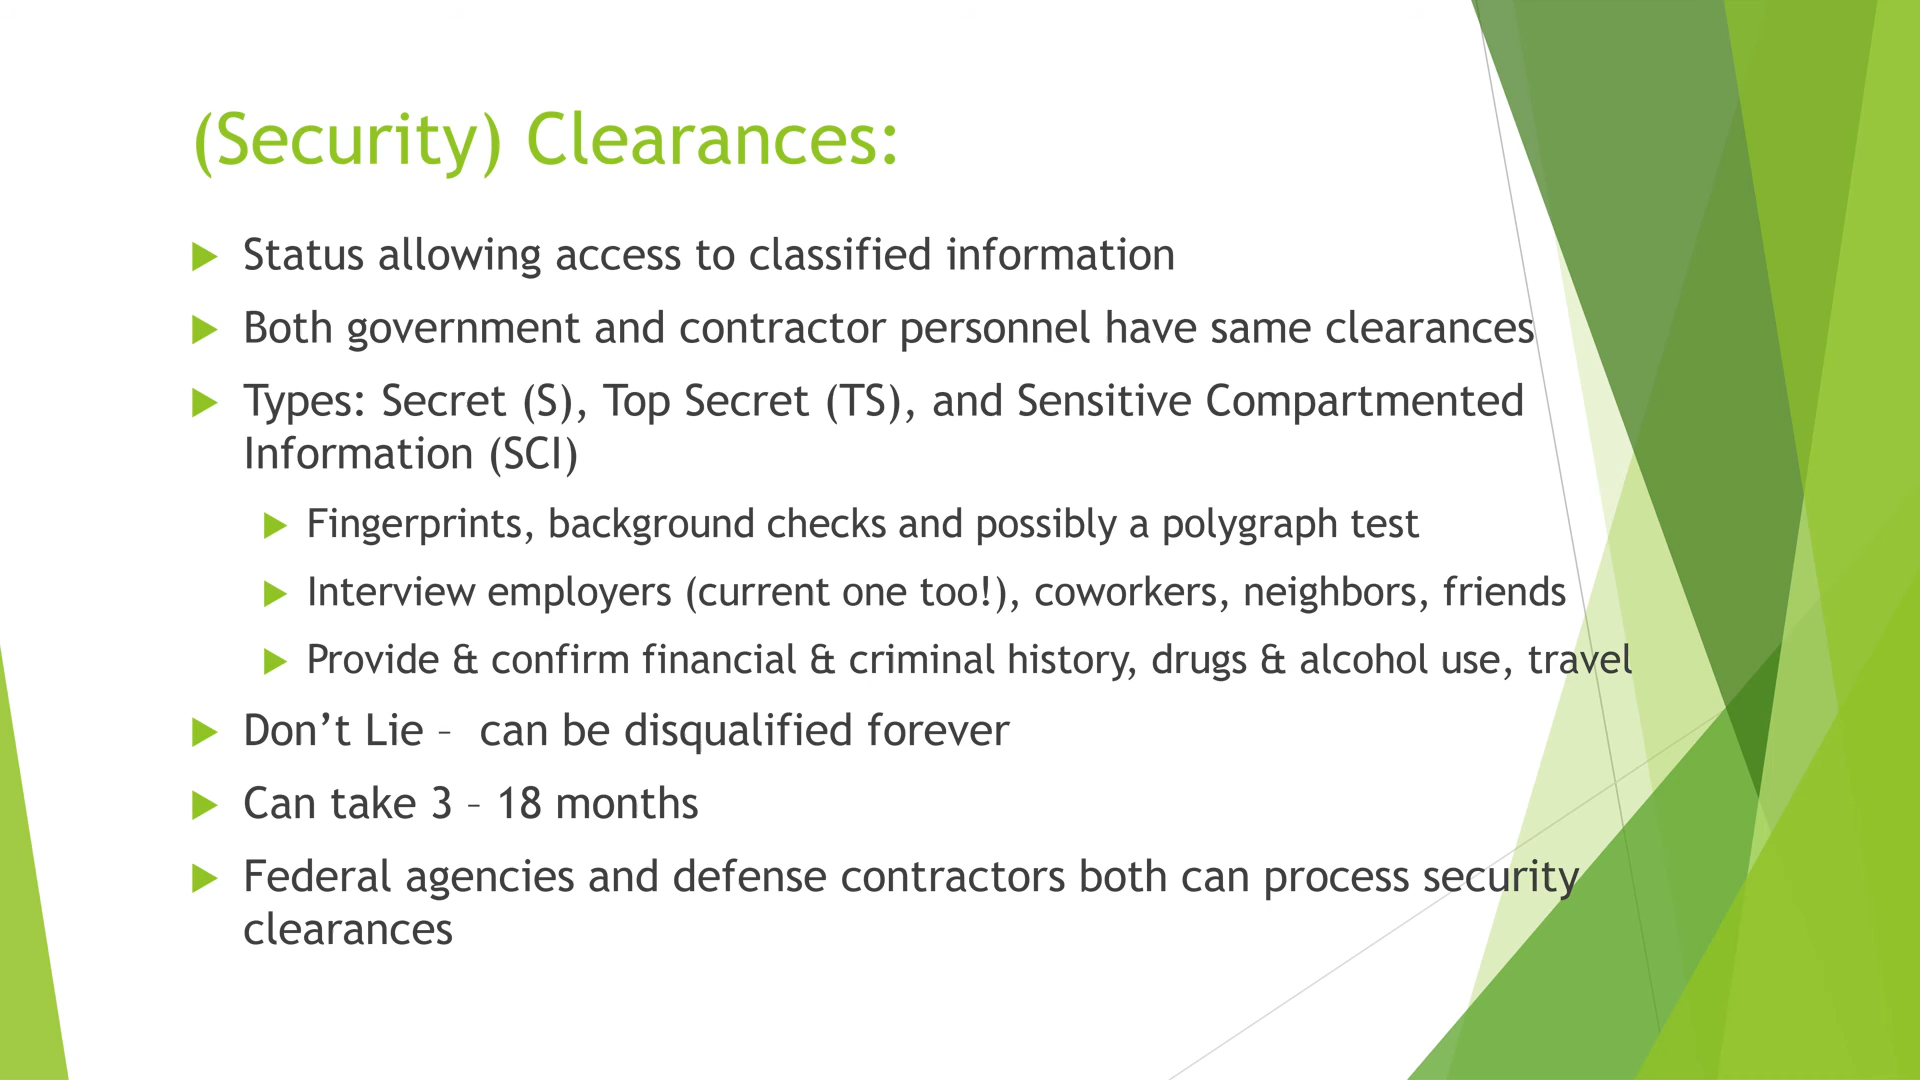 (Security) Clearances:
Status allowing access to classified information
Both government and contractor personnel have same clearances
Types: Secret (S), Top Secret (TS), and Sensitive Compartmented
Information (SCI)
Fingerprints, background checks and possibly a polygraph test
Interview employers (current one too!), coworkers, neighbors, friends
Provide & confirm financial & criminal history, drugs & alcohol use, travel
Don’t Lie –  can be disqualified forever
Can take 3 – 18 months
Federal agencies and defense contractors both can process security
clearances